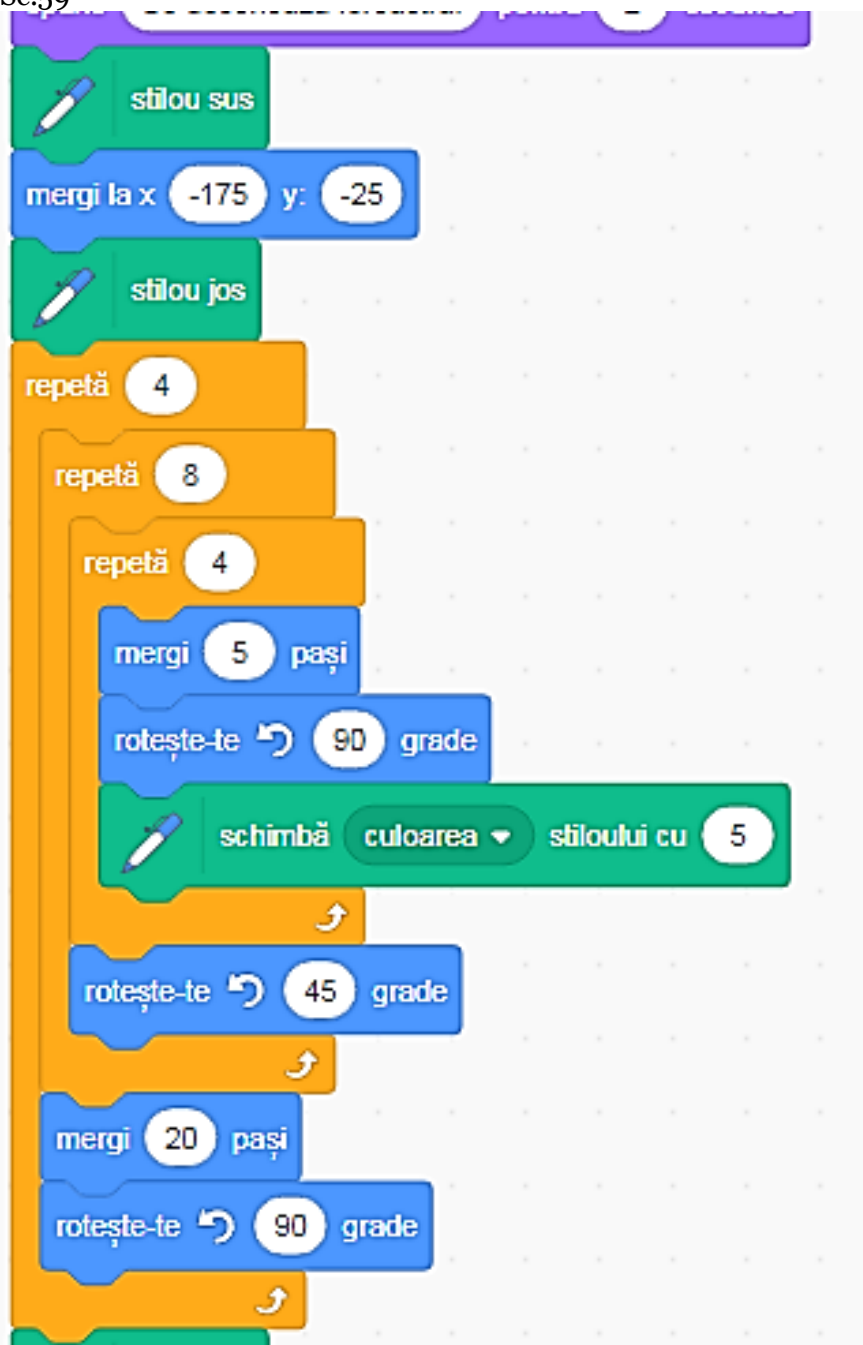 stilou sus
mergi la x -175 y: -25
stilou jos
repetă 4
repetă 8
repetă 4
mergi 5 pași
rotește-te 90 grade
schimbă culoarea stiloului cu 5
rotește-te 45 grade
mergi 20 pași
rotește-te 90 grade